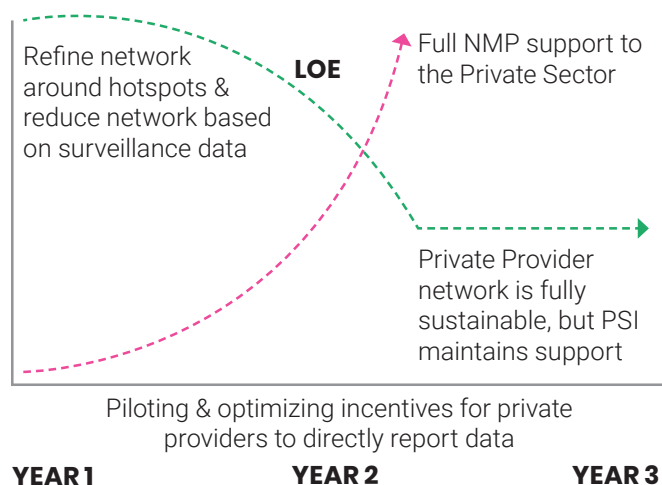 Refine network
around hotspots &
reduce network based
on surveillance data
LOE
Full NMP support to
the Private Sector
Private Provider
network is fully
sustainable, but PSI
maintains support
Piloting & optimizing incentives for private
providers to directly report data
YEAR 1
YEAR 2
YEAR 3